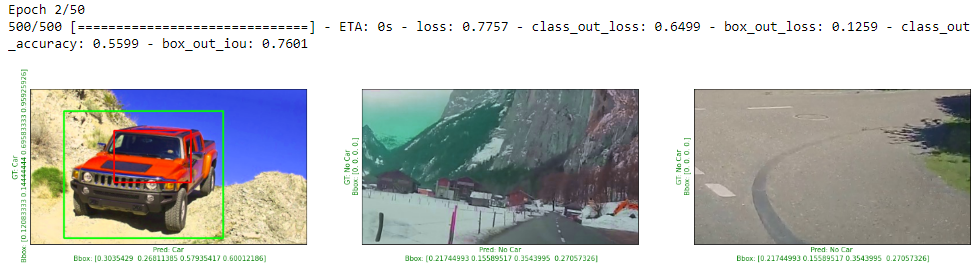 Epoch 2/50
500/500 [==============================] - ETA: 0s - loss: 0.7757 - class_out_loss: 0.6499 - box_out_loss: 0.1259 - class_out
_accuracy: 0.5599 - box_out_iou: 0.7601
GT: Car
Bbox: [0.12083333 0.14444444 0.69583333 0.95925926]
Pred: Car
Bbox: [0.3035429 0.26811385 0.57935417 0.60012186]
GT: No Car
Bbox: [0. 0. 0. 0.]
Pred: No Car
Bbox: [0.21744993 0.15589517 0.3543995 0.27057326]
GT: No Car
Bbox: [0. 0. 0. 0.]
Pred: No Car
Bbox: [0.21744993 0.15589517 0.3543995 0.27057326]